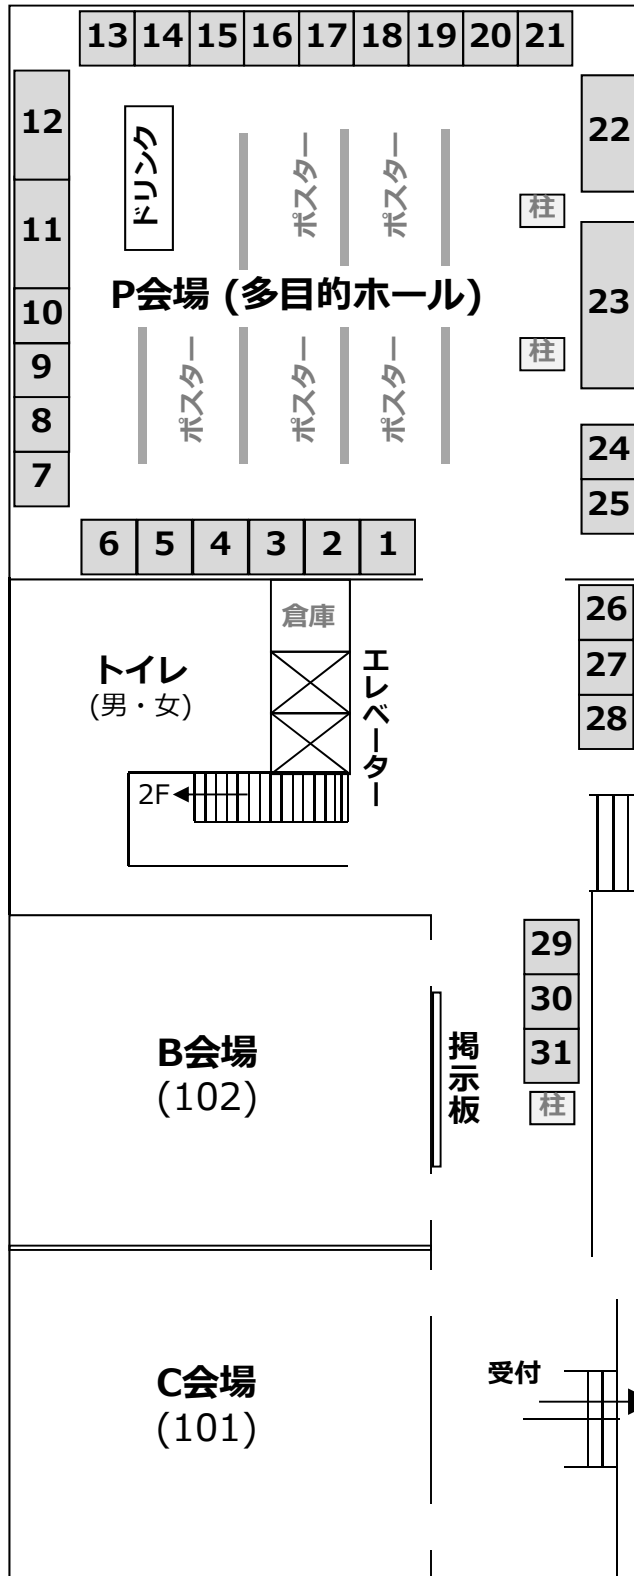 13 14 15 16 17 18 19 20 21
12
11
10
9
8
7
22
23
24
25
ドリンク
ポスター
ポスター
柱
P会場 (多目的ホール)
柱
ポスター
ポスター
ポスター
6 5 4 3 2 1
倉庫
トイレ
(男・女)
エレベーター
2F
26
27
28
29
30
31
柱
B会場
(102)
掲示板
C会場
(101)
受付